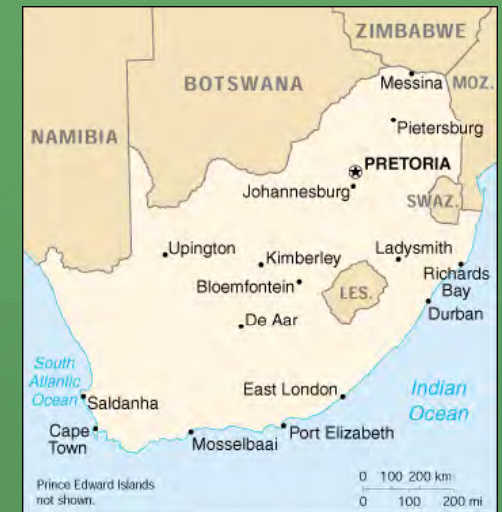 ZIMBABWE
BOTSWANA
Messina
MOZ.
NAMIBIA
Pietersburg
PRETORIA
Johannesburg
SWAZ.
Upington
Kimberley
Ladysmith
Bloemfontein
LES.
Richards
Bay
Durban
De Aar
South
Atlantic
Ocean
Saldanha
East London
Indian
Ocean
Cape
Town
Mosselbaai
Port Elizabeth
Prince Edward Islands
not shown.
0 100 200 km
0 100 200 mi